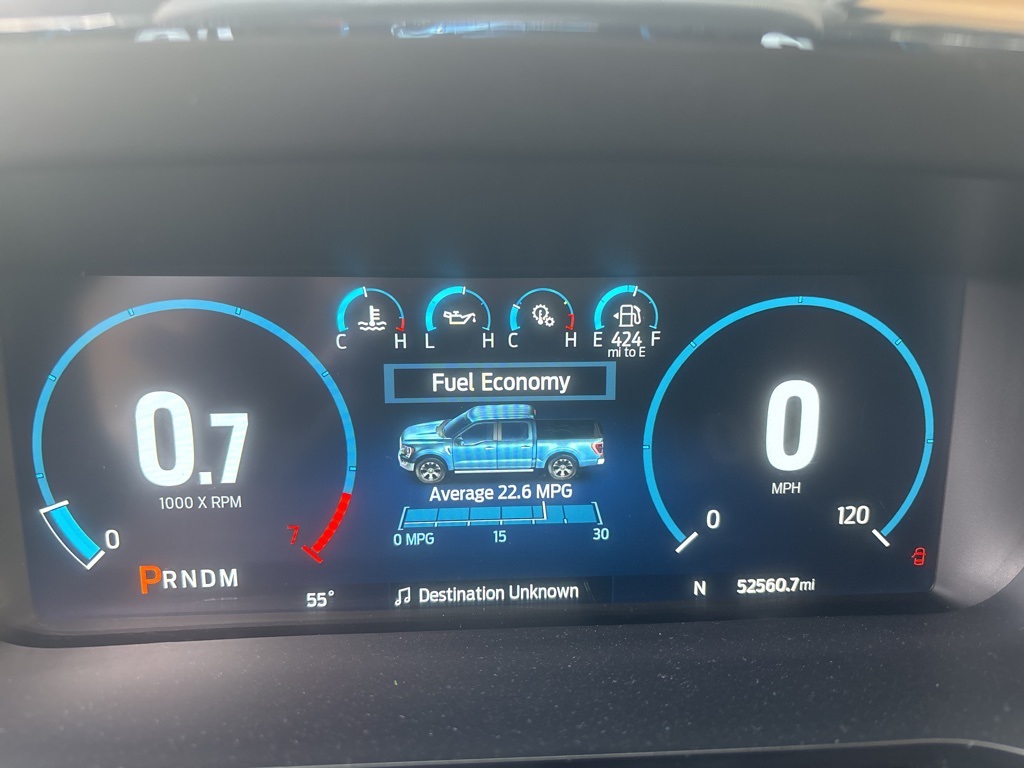 C H L H C H E 424 F
mi to E
Fuel Economy
0.7
1000 X RPM
0
7
Average 22.6 MPG
0 MPG 15 30
0
MPH
0 120
PRNDM
55°
Destination Unknown
N 52560.7mi